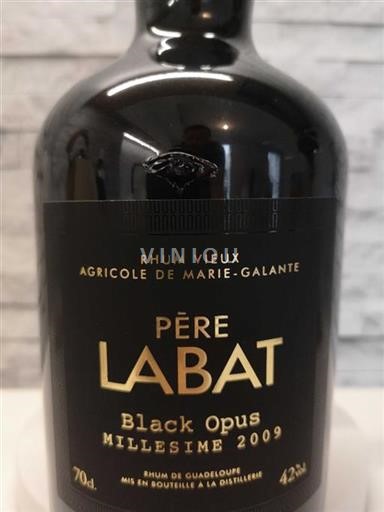 VINIOU
RHUM VIEUX
AGRICOLE DE MARIE-GALANTE
PÈRE
LABAT
Black Opus
MILLESIME 2009
70cl.
RHUM DE GUADELOUPE
MIS EN BOUTEILLE À LA DISTILLERIE
42%vol.